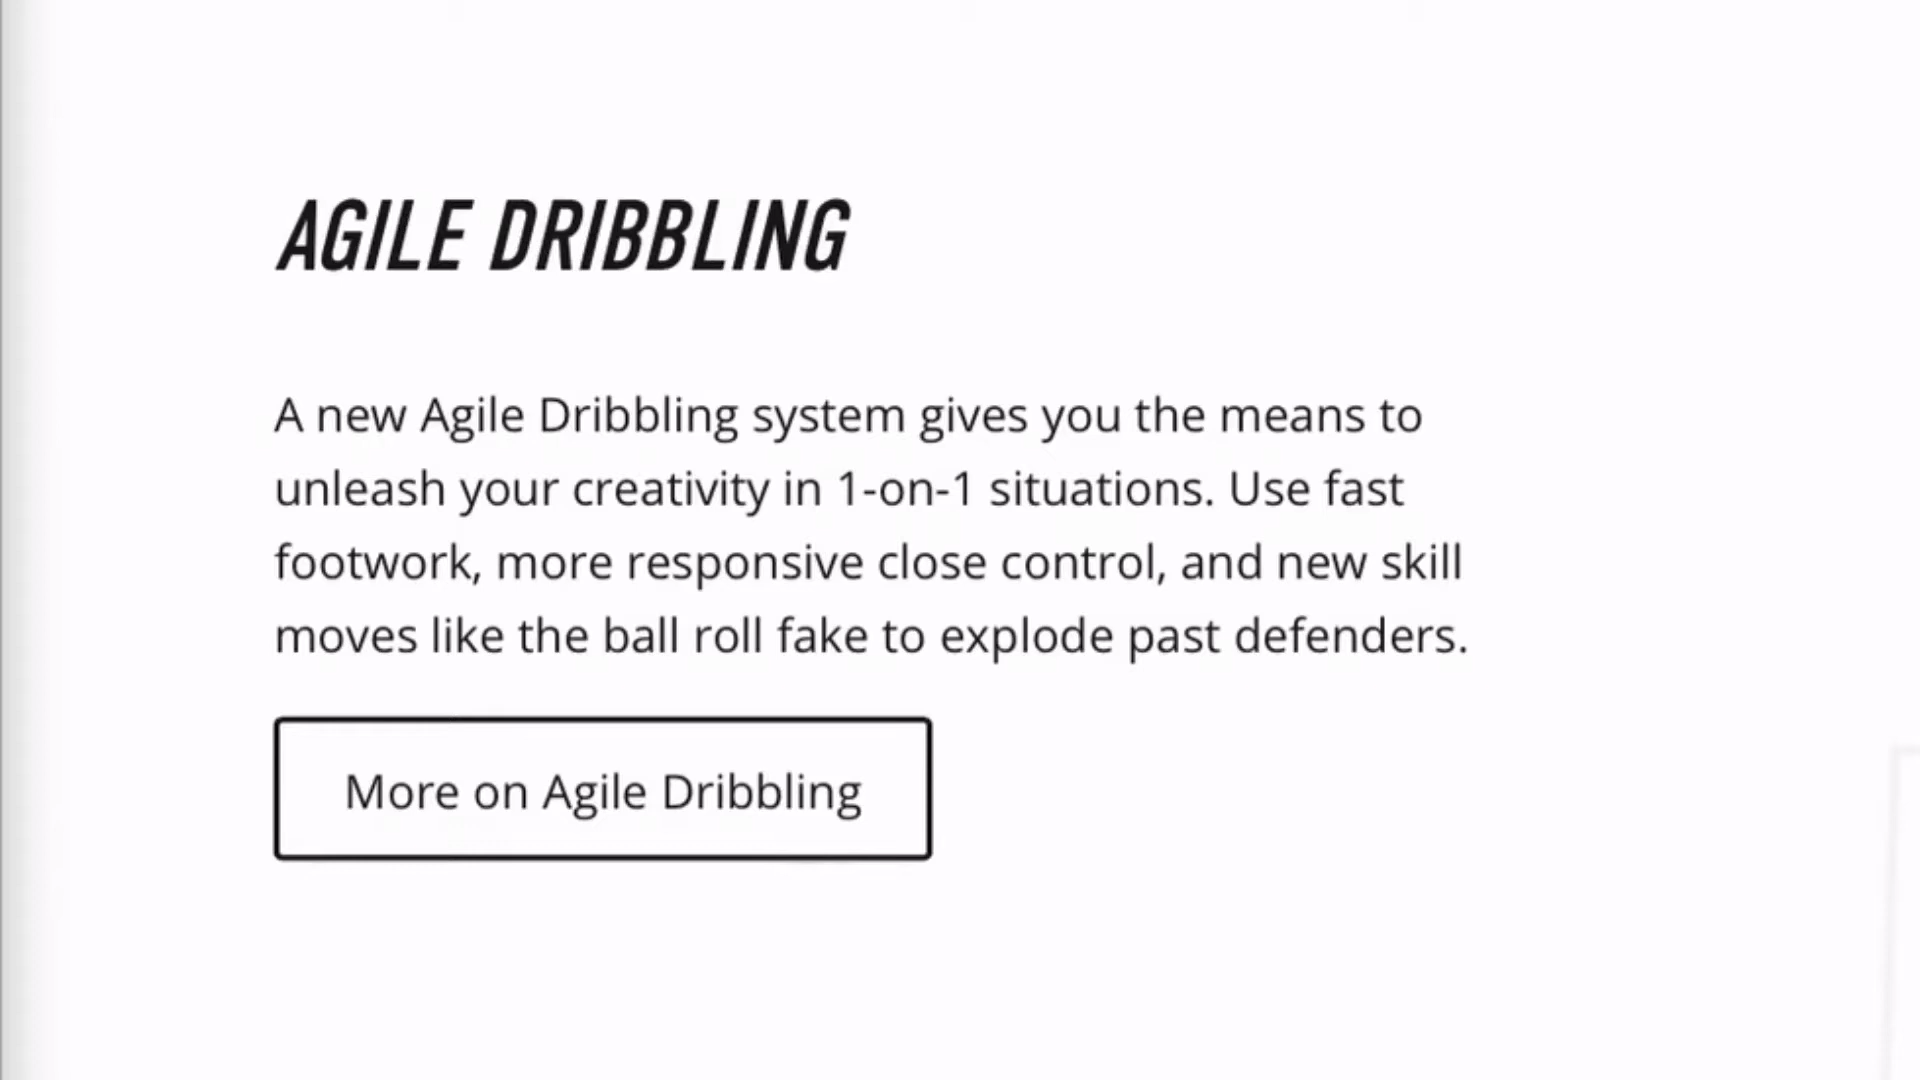 AGILE DRIBBLING
A new Agile Dribbling system gives you the means to
unleash your creativity in 1-on-1 situations. Use fast
footwork, more responsive close control, and new skill
moves like the ball roll fake to explode past defenders.
More on Agile Dribbling